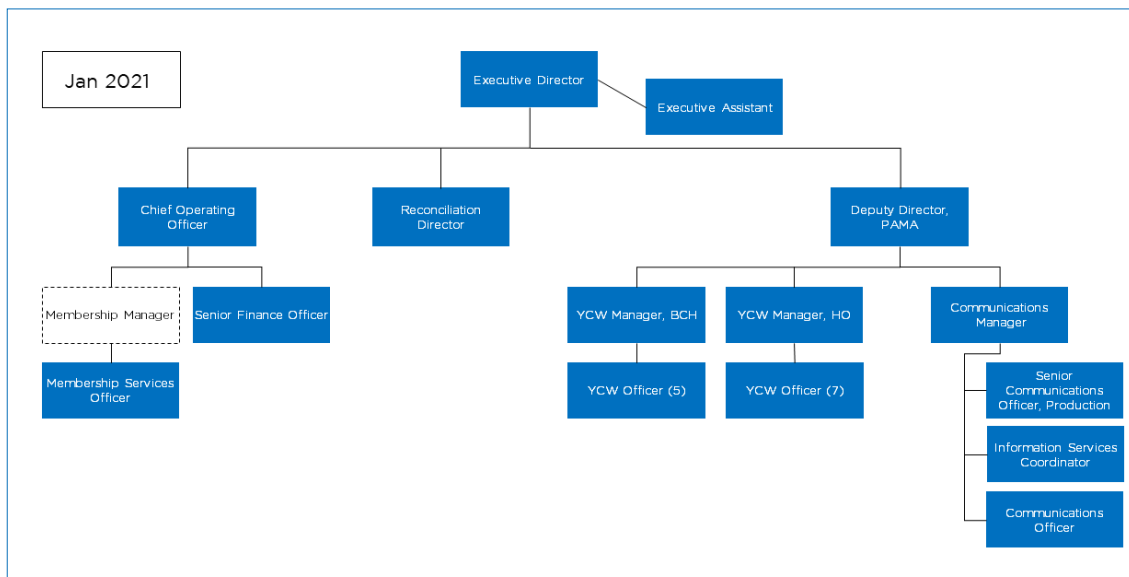 Jan 2021
Executive Director
Executive Assistant
Chief Operating
Officer
Reconciliation
Director
Deputy Director,
PAMA
Membership Manager
Senior Finance Officer
YCW Manager, BCH
YCW Manager, HO
Communications
Manager
Membership Services
Officer
YCW Officer (5)
YCW Officer (7)
Senior
Communications
Officer, Production
Information Services
Coordinator
Communications
Officer